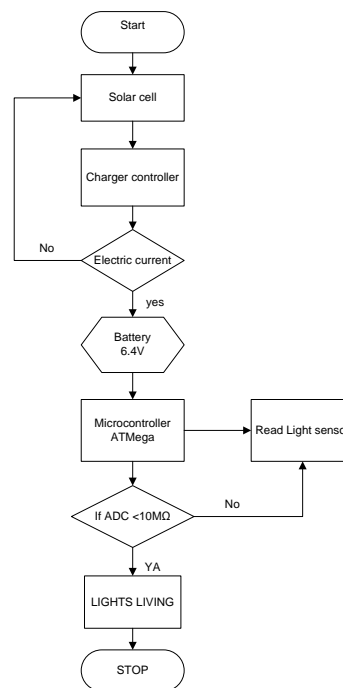 Start
Solar cell
Charger controller
Electric current
No
yes
Battery
6.4V
Microcontroller
ATMega
Read Light senso
If ADC <10MΩ
No
YA
LIGHTS LIVING
STOP